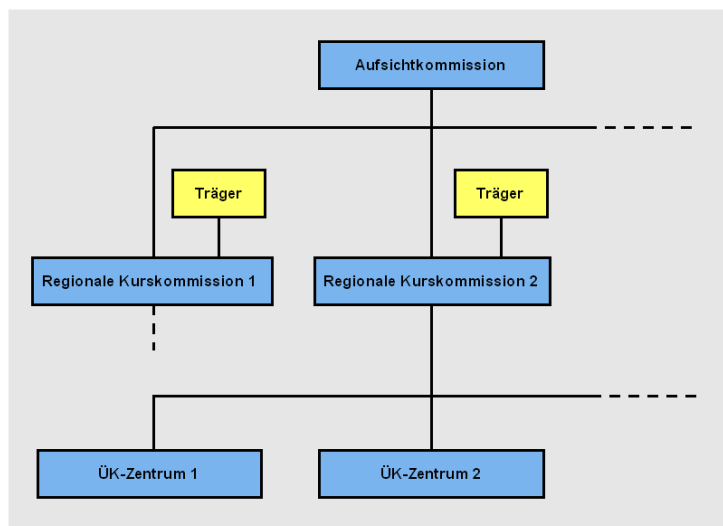 Aufsichtkommission
Träger
Träger
Regionale Kurskommission 1
Regionale Kurskommission 2
ÜK-Zentrum 1
ÜK-Zentrum 2